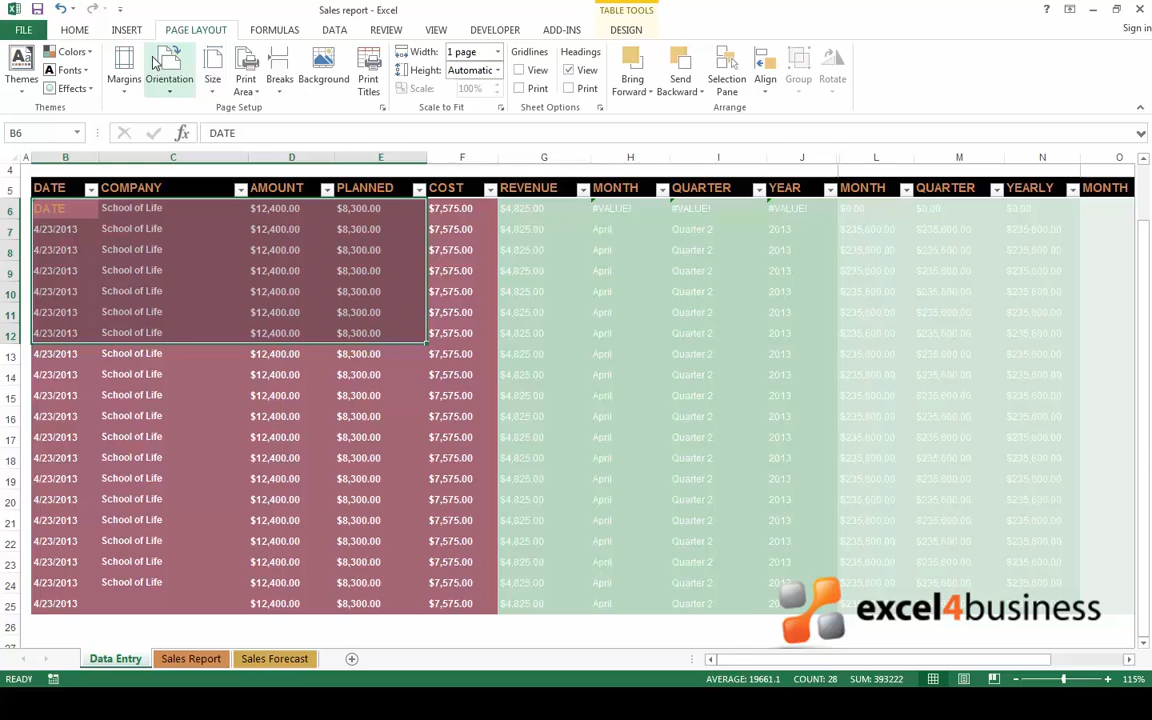 Sales report - Excel
TABLE TOOLS
?
FILE HOME INSERT PAGE LAYOUT FORMULAS DATA REVIEW VIEW DEVELOPER ADD-INS DESIGN Sign in
Themes Colors Fonts Effects Margins Orientation Size Print Area Breaks Background Print Titles Width: 1 page Height: Automatic Scale: 100% Gridlines View Print Headings View Print Bring Forward Send Backward Selection Pane Align Group Rotate
Themes Page Setup Scale to Fit Sheet Options Arrange
B6 fx DATE
A B C D E F G H I J L M N O
4
5 DATE COMPANY AMOUNT PLANNED COST REVENUE MONTH QUARTER YEAR MONTH QUARTER YEARLY MONTH
6 DATE School of Life $12,400.00 $8,300.00 $7,575.00 $4,825.00 #VALUE! #VALUE! #VALUE! $0.00 $0.00 $0.00
7 4/23/2013 School of Life $12,400.00 $8,300.00 $7,575.00 $4,825.00 April Quarter 2 2013 $235,600.00 $235,600.00 $235,600.00
8 4/23/2013 School of Life $12,400.00 $8,300.00 $7,575.00 $4,825.00 April Quarter 2 2013 $235,600.00 $235,600.00 $235,600.00
9 4/23/2013 School of Life $12,400.00 $8,300.00 $7,575.00 $4,825.00 April Quarter 2 2013 $235,600.00 $235,600.00 $235,600.00
10 4/23/2013 School of Life $12,400.00 $8,300.00 $7,575.00 $4,825.00 April Quarter 2 2013 $235,600.00 $235,600.00 $235,600.00
11 4/23/2013 School of Life $12,400.00 $8,300.00 $7,575.00 $4,825.00 April Quarter 2 2013 $235,600.00 $235,600.00 $235,600.00
12 4/23/2013 School of Life $12,400.00 $8,300.00 $7,575.00 $4,825.00 April Quarter 2 2013 $235,600.00 $235,600.00 $235,600.00
13 4/23/2013 School of Life $12,400.00 $8,300.00 $7,575.00 $4,825.00 April Quarter 2 2013 $235,600.00 $235,600.00 $235,600.00
14 4/23/2013 School of Life $12,400.00 $8,300.00 $7,575.00 $4,825.00 April Quarter 2 2013 $235,600.00 $235,600.00 $235,600.00
15 4/23/2013 School of Life $12,400.00 $8,300.00 $7,575.00 $4,825.00 April Quarter 2 2013 $235,600.00 $235,600.00 $235,600.00
16 4/23/2013 School of Life $12,400.00 $8,300.00 $7,575.00 $4,825.00 April Quarter 2 2013 $235,600.00 $235,600.00 $235,600.00
17 4/23/2013 School of Life $12,400.00 $8,300.00 $7,575.00 $4,825.00 April Quarter 2 2013 $235,600.00 $235,600.00 $235,600.00
18 4/23/2013 School of Life $12,400.00 $8,300.00 $7,575.00 $4,825.00 April Quarter 2 2013 $235,600.00 $235,600.00 $235,600.00
19 4/23/2013 School of Life $12,400.00 $8,300.00 $7,575.00 $4,825.00 April Quarter 2 2013 $235,600.00 $235,600.00 $235,600.00
20 4/23/2013 School of Life $12,400.00 $8,300.00 $7,575.00 $4,825.00 April Quarter 2 2013 $235,600.00 $235,600.00 $235,600.00
21 4/23/2013 School of Life $12,400.00 $8,300.00 $7,575.00 $4,825.00 April Quarter 2 2013 $235,600.00 $235,600.00 $235,600.00
22 4/23/2013 School of Life $12,400.00 $8,300.00 $7,575.00 $4,825.00 April Quarter 2 2013 $235,600.00 $235,600.00 $235,600.00
23 4/23/2013 School of Life $12,400.00 $8,300.00 $7,575.00 $4,825.00 April Quarter 2 2013 $235,600.00 $235,600.00 $235,600.00
24 4/23/2013 School of Life $12,400.00 $8,300.00 $7,575.00 $4,825.00 April Quarter 2
25 4/23/2013 $12,400.00 $8,300.00 $7,575.00 $4,825.00 April Quarter 2
excel4business
26
Data Entry Sales Report Sales Forecast
READY AVERAGE: 19661.1 COUNT: 28 SUM: 393222 115%